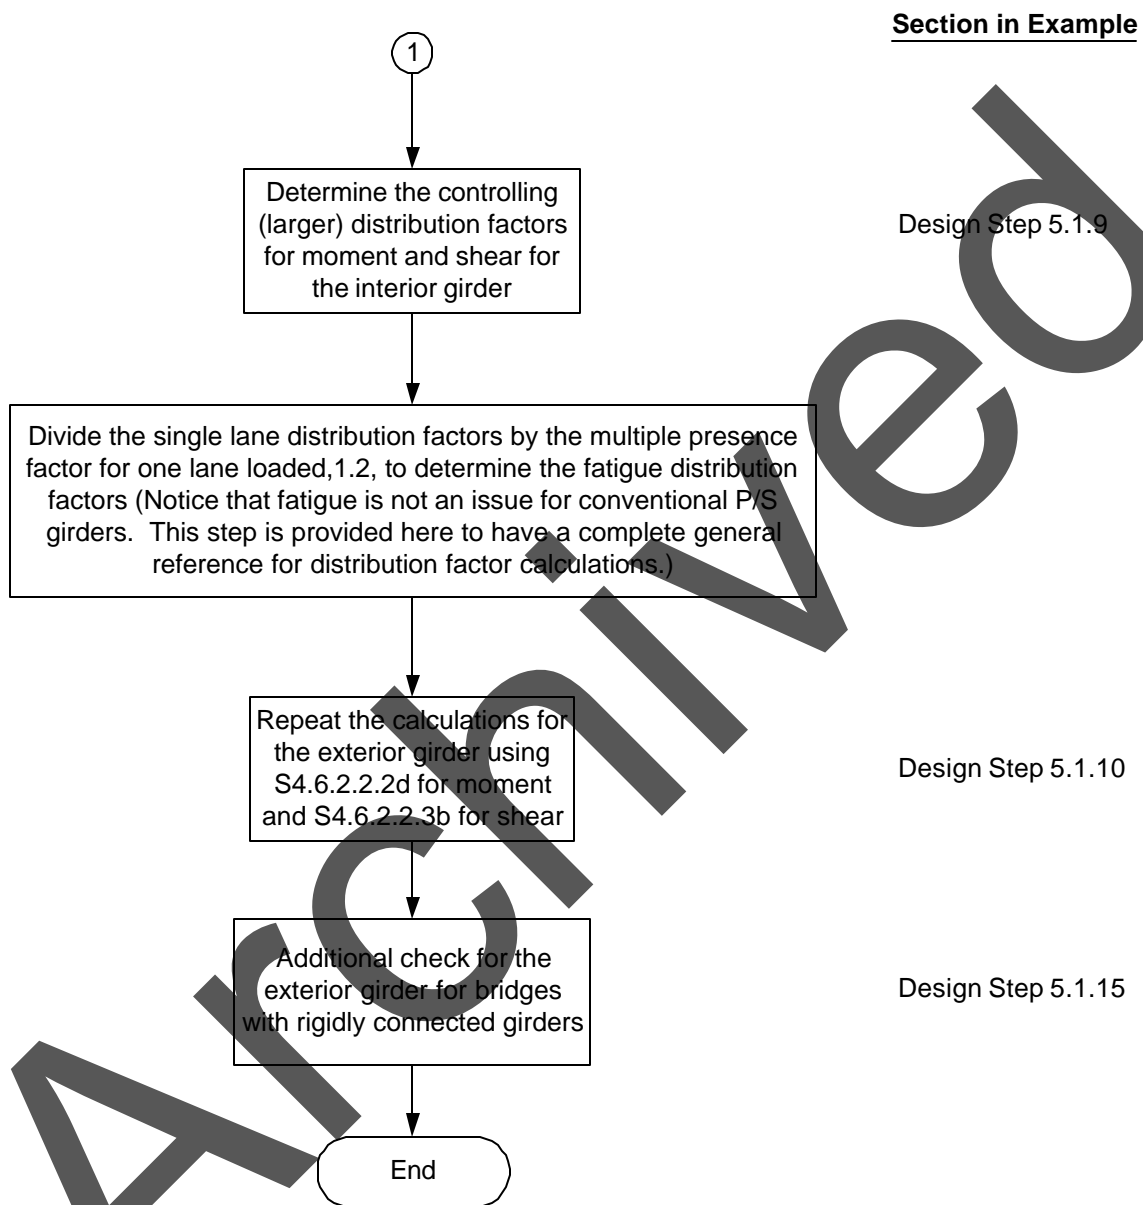 Section in Example
1
Determine the controlling
(larger) distribution factors
for moment and shear for
the interior girder
Design Step 5.1.9
Divide the single lane distribution factors by the multiple presence
factor for one lane loaded,1.2, to determine the fatigue distribution
factors (Notice that fatigue is not an issue for conventional P/S
girders.  This step is provided here to have a complete general
reference for distribution factor calculations.)
Repeat the calculations for
the exterior girder using
S4.6.2.2.2d for moment
and S4.6.2.2.3b for shear
Design Step 5.1.10
Additional check for the
exterior girder for bridges
with rigidly connected girders
Design Step 5.1.15
End
Archived